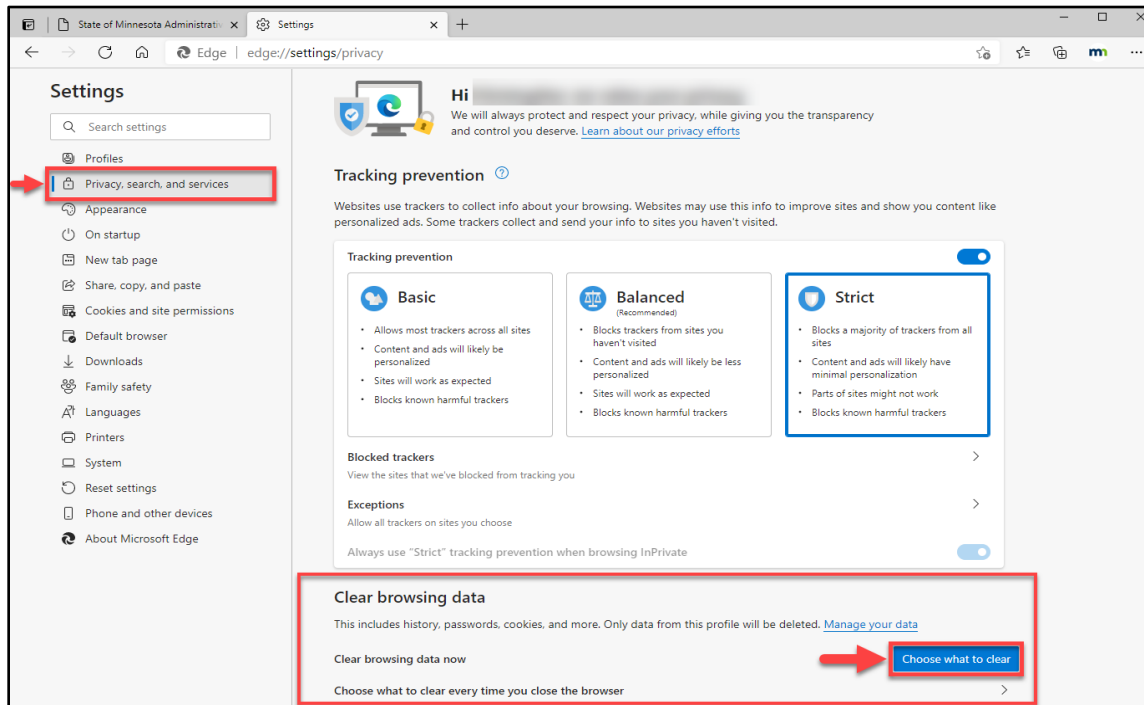 State of Minnesota Administrativ
Settings
Edge | edge://settings/privacy
mn
Settings
Search settings
Profiles
Privacy, search, and services
Appearance
On startup
New tab page
Share, copy, and paste
Cookies and site permissions
Default browser
Downloads
Family safety
Languages
Printers
System
Reset settings
Phone and other devices
About Microsoft Edge
Hi
We will always protect and respect your privacy, while giving you the transparency
and control you deserve. Learn about our privacy efforts
Tracking prevention
Websites use trackers to collect info about your browsing. Websites may use this info to improve sites and show you content like
personalized ads. Some trackers collect and send your info to sites you haven't visited.
Tracking prevention
Basic
• Allows most trackers across all sites
• Content and ads will likely be
personalized
• Sites will work as expected
• Blocks known harmful trackers
Balanced
(Recommended)
• Blocks trackers from sites you
haven't visited
• Content and ads will likely be less
personalized
• Sites will work as expected
• Blocks known harmful trackers
Strict
• Blocks a majority of trackers from all
sites
• Content and ads will likely have
minimal personalization
• Parts of sites might not work
• Blocks known harmful trackers
Blocked trackers
View the sites that we've blocked from tracking you
Exceptions
Allow all trackers on sites you choose
Always use "Strict" tracking prevention when browsing InPrivate
Clear browsing data
This includes history, passwords, cookies, and more. Only data from this profile will be deleted. Manage your data
Clear browsing data now
Choose what to clear
Choose what to clear every time you close the browser